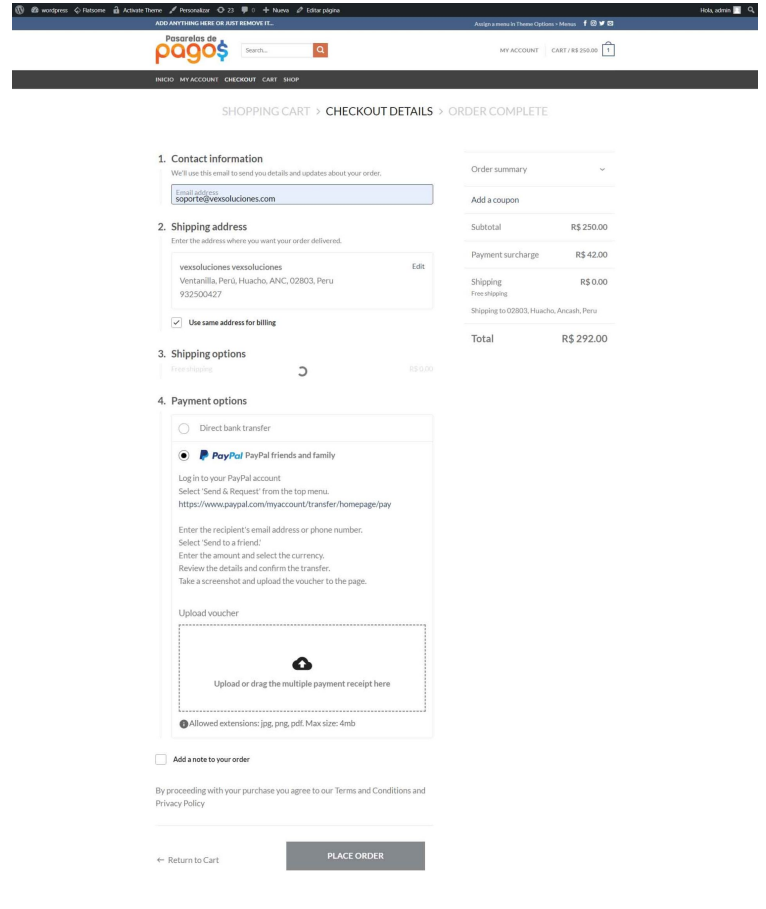 wordpress Flatsome Activate Theme Personalizar 23 0 Nueva Editar página Hola, admin
ADD ANYTHING HERE OR JUST REMOVE IT... Assign a menu in Theme Options > Menus
Pasarelas de
pagos
Search...
MY ACCOUNT CART / R$ 250.00 1
INICIO MY ACCOUNT CHECKOUT CART SHOP
SHOPPING CART > CHECKOUT DETAILS > ORDER COMPLETE
1. Contact information
We'll use this email to send you details and updates about your order.
Email address
soporte@vexsoluciones.com
2. Shipping address
Enter the address where you want your order delivered.
vexsoluciones vexsoluciones Edit
Ventanilla, Perú, Huacho, ANC, 02803, Peru
932500427
Use same address for billing
3. Shipping options
Free shipping R$ 0.00
4. Payment options
Direct bank transfer
PayPal PayPal friends and family
Log in to your PayPal account
Select 'Send & Request' from the top menu.
https://www.paypal.com/myaccount/transfer/homepage/pay
Enter the recipient's email address or phone number.
Select 'Send to a friend.'
Enter the amount and select the currency.
Review the details and confirm the transfer.
Take a screenshot and upload the voucher to the page.
Upload voucher
Upload or drag the multiple payment receipt here
Allowed extensions: jpg, png, pdf. Max size: 4mb
Add a note to your order
By proceeding with your purchase you agree to our Terms and Conditions and
Privacy Policy
← Return to Cart
PLACE ORDER
Order summary
Add a coupon
Subtotal R$ 250.00
Payment surcharge R$ 42.00
Shipping R$ 0.00
Free shipping
Shipping to 02803, Huacho, Ancash, Peru
Total R$ 292.00